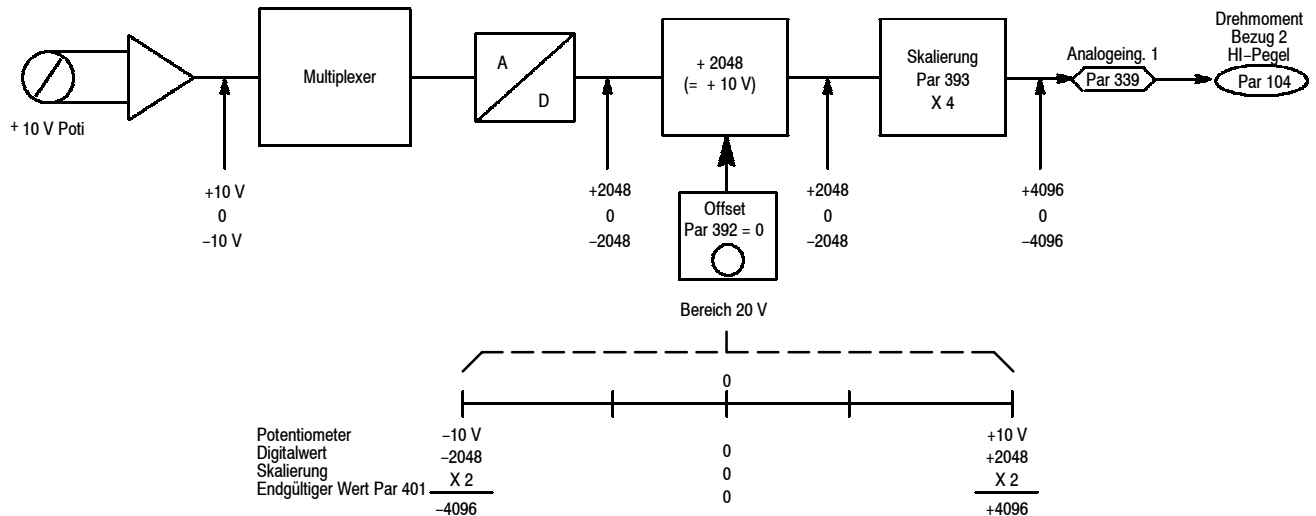 Drehmoment
Bezug 2
HI–Pegel
Par 104
Analogeing. 1
Par 339
Skalierung
Par 393
X 4
+ 2048
(= + 10 V)
A
D
Multiplexer
+ 10 V Poti
+10 V
0
–10 V
+2048
0
–2048
Offset
Par 392 = 0
+2048
0
–2048
+4096
0
–4096
Bereich 20 V
0
Potentiometer –10 V +10 V
Digitalwert –2048 0 +2048
Skalierung X 2 0 X 2
Endgültiger Wert Par 401 0
–4096 +4096